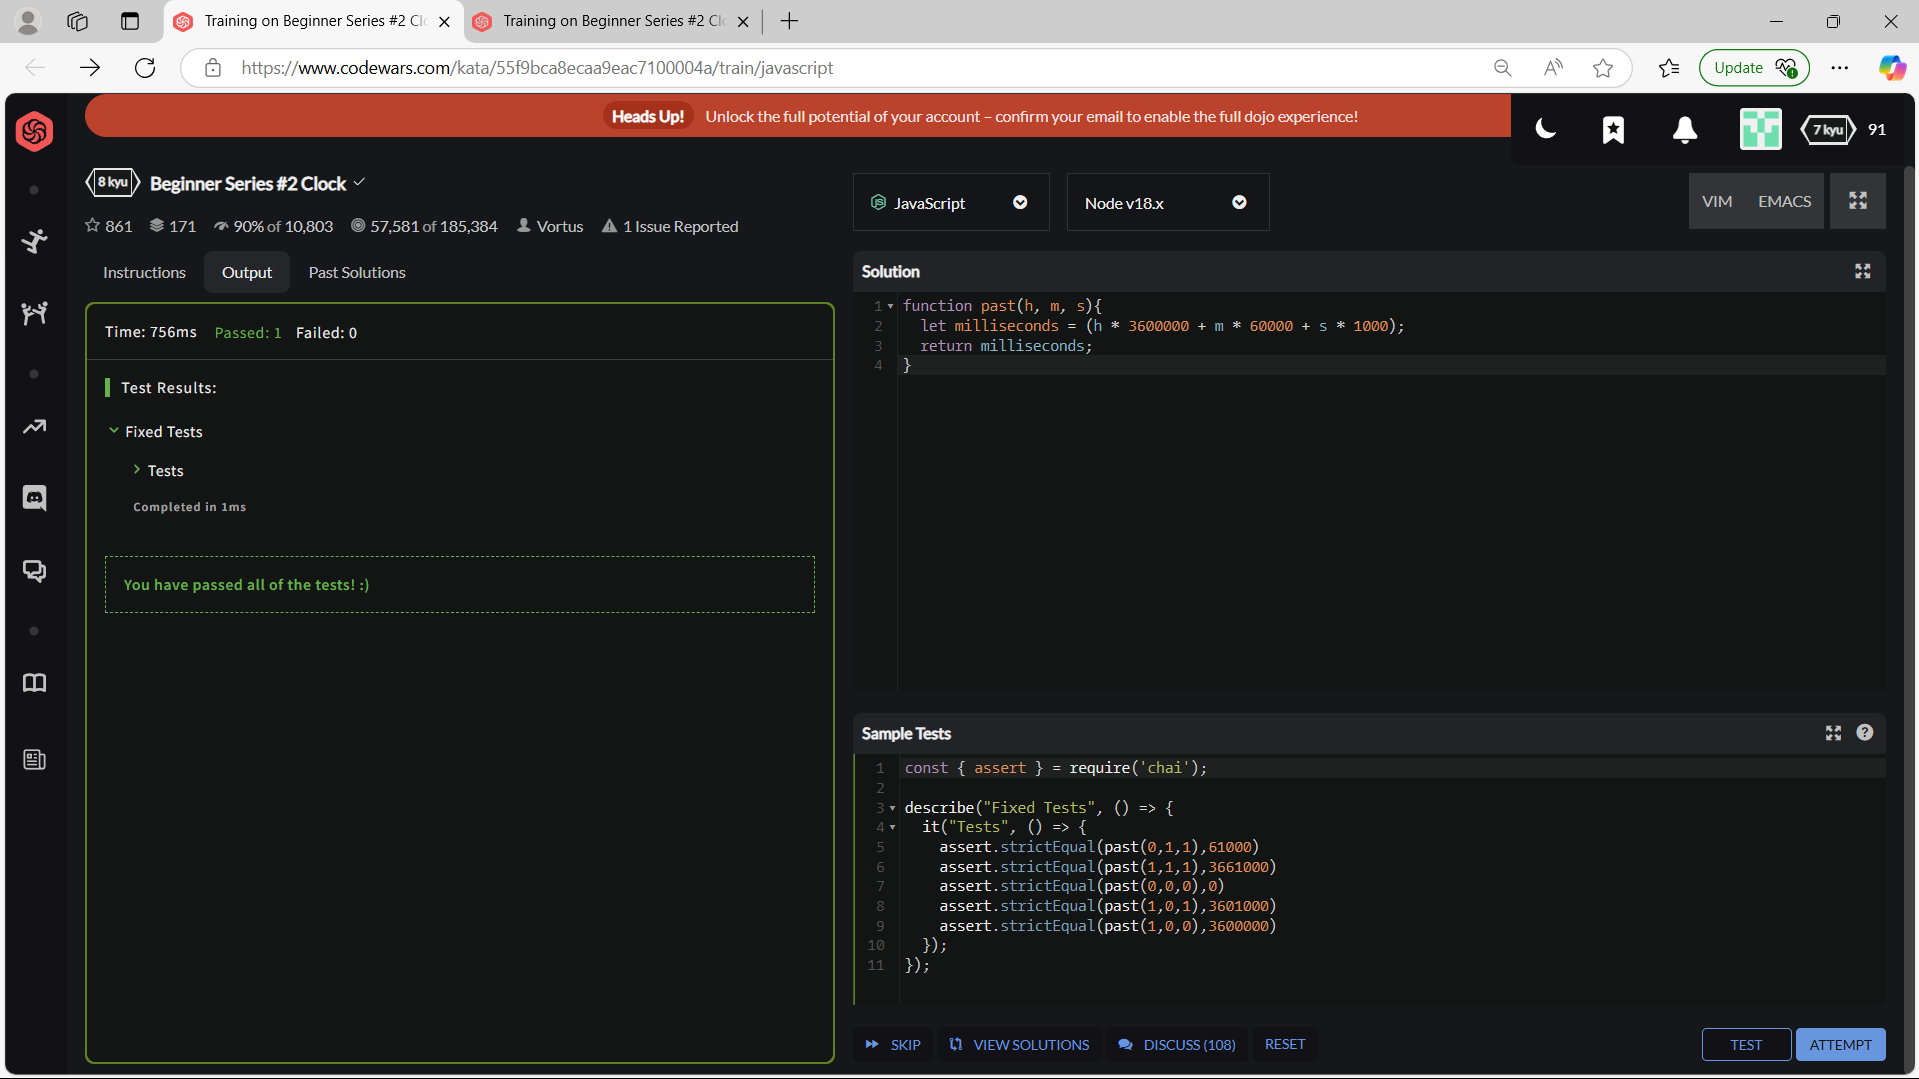 Training on Beginner Series #2 Cl
Training on Beginner Series #2 Cl
https://www.codewars.com/kata/55f9bca8ecaa9eac7100004a/train/javascript
Update
Heads Up! Unlock the full potential of your account – confirm your email to enable the full dojo experience!
7 kyu 91
8 kyu Beginner Series #2 Clock
861 171 90% of 10,803 57,581 of 185,384 Vortus 1 Issue Reported
Instructions Output Past Solutions
Time: 756ms Passed: 1 Failed: 0
Test Results:
Fixed Tests
Tests
Completed in 1ms
You have passed all of the tests! :)
JavaScript
Node v18.x
VIM EMACS
Solution
1 function past(h, m, s){
2 let milliseconds = (h * 3600000 + m * 60000 + s * 1000);
3 return milliseconds;
4 }
Sample Tests
1 const { assert } = require('chai');
2
3 describe("Fixed Tests", () => {
4 it("Tests", () => {
5 assert.strictEqual(past(0,1,1),61000)
6 assert.strictEqual(past(1,1,1),3661000)
7 assert.strictEqual(past(0,0,0),0)
8 assert.strictEqual(past(1,0,1),3601000)
9 assert.strictEqual(past(1,0,0),3600000)
10 });
11 });
SKIP VIEW SOLUTIONS DISCUSS (108) RESET TEST ATTEMPT